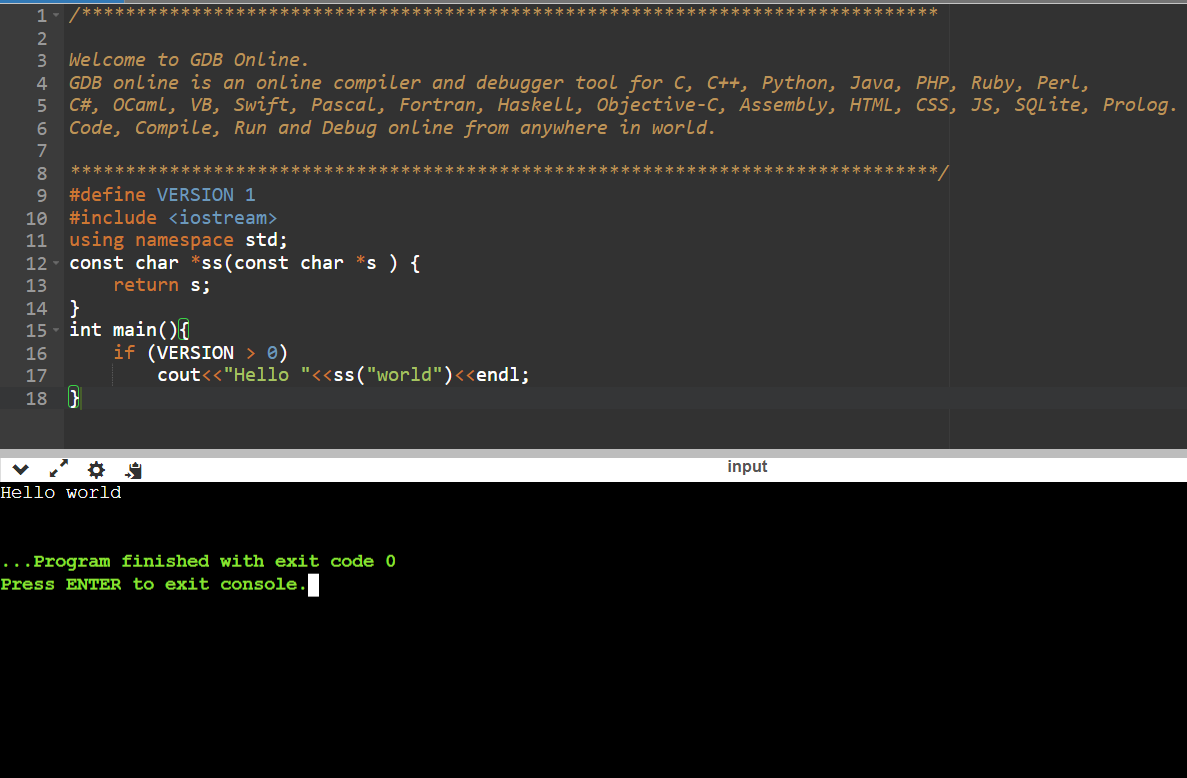 1 /******************************************************************************
2
3 Welcome to GDB Online.
4 GDB online is an online compiler and debugger tool for C, C++, Python, Java, PHP, Ruby, Perl,
5 C#, OCaml, VB, Swift, Pascal, Fortran, Haskell, Objective-C, Assembly, HTML, CSS, JS, SQLite, Prolog.
6 Code, Compile, Run and Debug online from anywhere in world.
7
8 *******************************************************************************/
9 #define VERSION 1
10 #include <iostream>
11 using namespace std;
12 const char *ss(const char *s ) {
13     return s;
14 }
15 int main(){
16     if (VERSION > 0)
17         cout<<"Hello "<<ss("world")<<endl;
18 }
input
Hello world
...Program finished with exit code 0
Press ENTER to exit console.